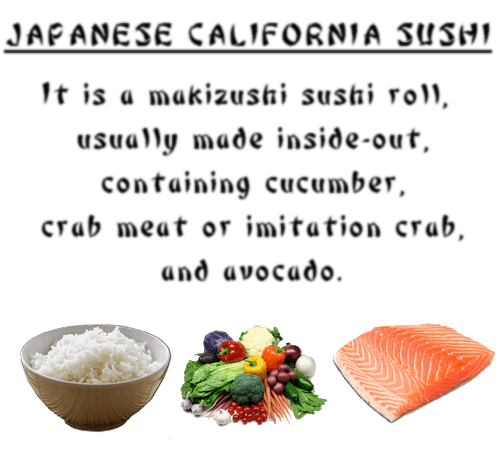 JAPANESE CALIFORNIA SUSHI
It is a makizushi sushi roll,
usually made inside-out,
containing cucumber,
crab meat or imitation crab,
and avocado.